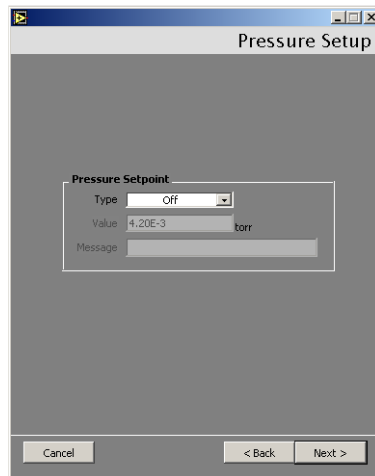 Pressure Setup
Pressure Setpoint
Type Off
Value 4.20E-3 torr
Message
Cancel < Back Next >